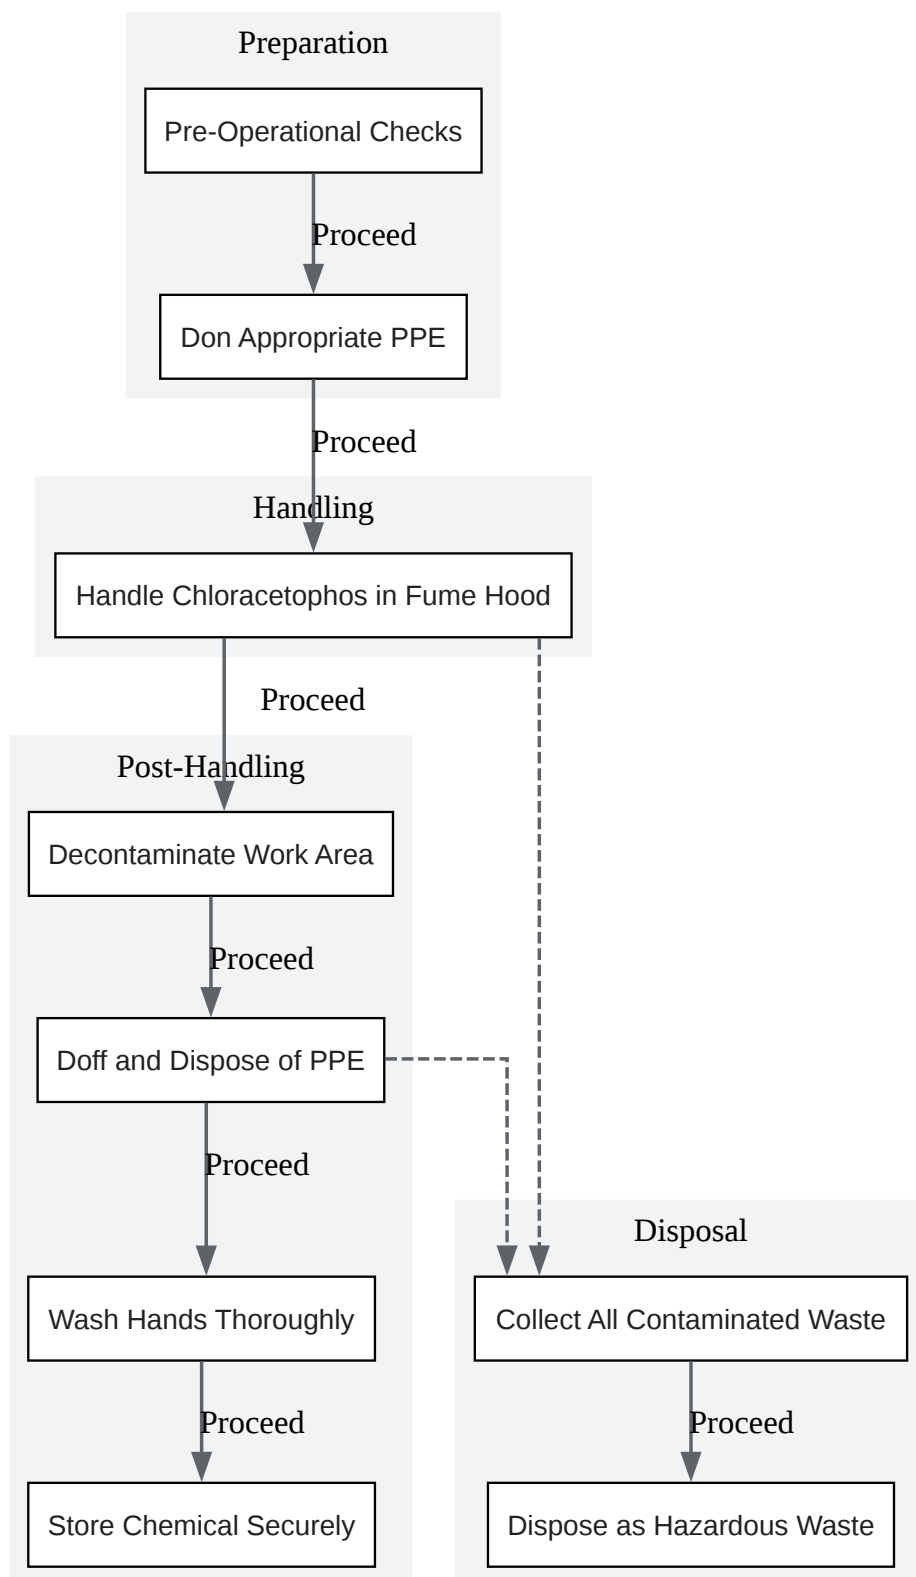 Preparation
Pre-Operational Checks
Proceed
Don Appropriate PPE
Proceed
Handling
Handle Chloracetophos in Fume Hood
Proceed
Post-Handling
Decontaminate Work Area
Proceed
Doff and Dispose of PPE
Proceed
Wash Hands Thoroughly
Proceed
Store Chemical Securely
Disposal
Collect All Contaminated Waste
Proceed
Dispose as Hazardous Waste